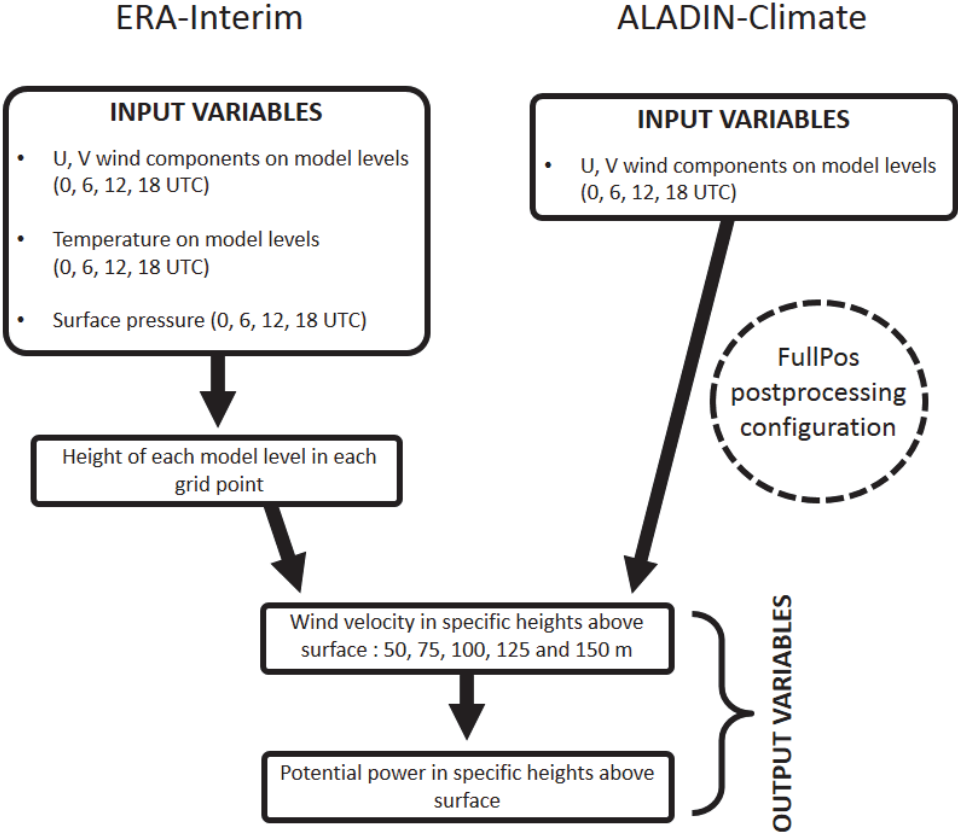 ERA-Interim
ALADIN-Climate
INPUT VARIABLES
• U, V wind components on model levels
(0, 6, 12, 18 UTC)
• Temperature on model levels
(0, 6, 12, 18 UTC)
• Surface pressure (0, 6, 12, 18 UTC)
INPUT VARIABLES
• U, V wind components on model levels
(0, 6, 12, 18 UTC)
FullPos
postprocessing
configuration
Height of each model level in each
grid point
Wind velocity in specific heights above
surface : 50, 75, 100, 125 and 150 m
Potential power in specific heights above
surface
OUTPUT VARIABLES